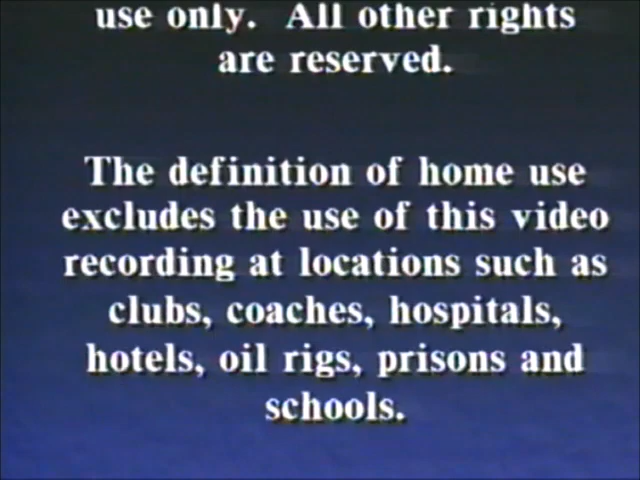 use only. All other rights
are reserved.
The definition of home use
excludes the use of this video
recording at locations such as
clubs, coaches, hospitals,
hotels, oil rigs, prisons and
schools.